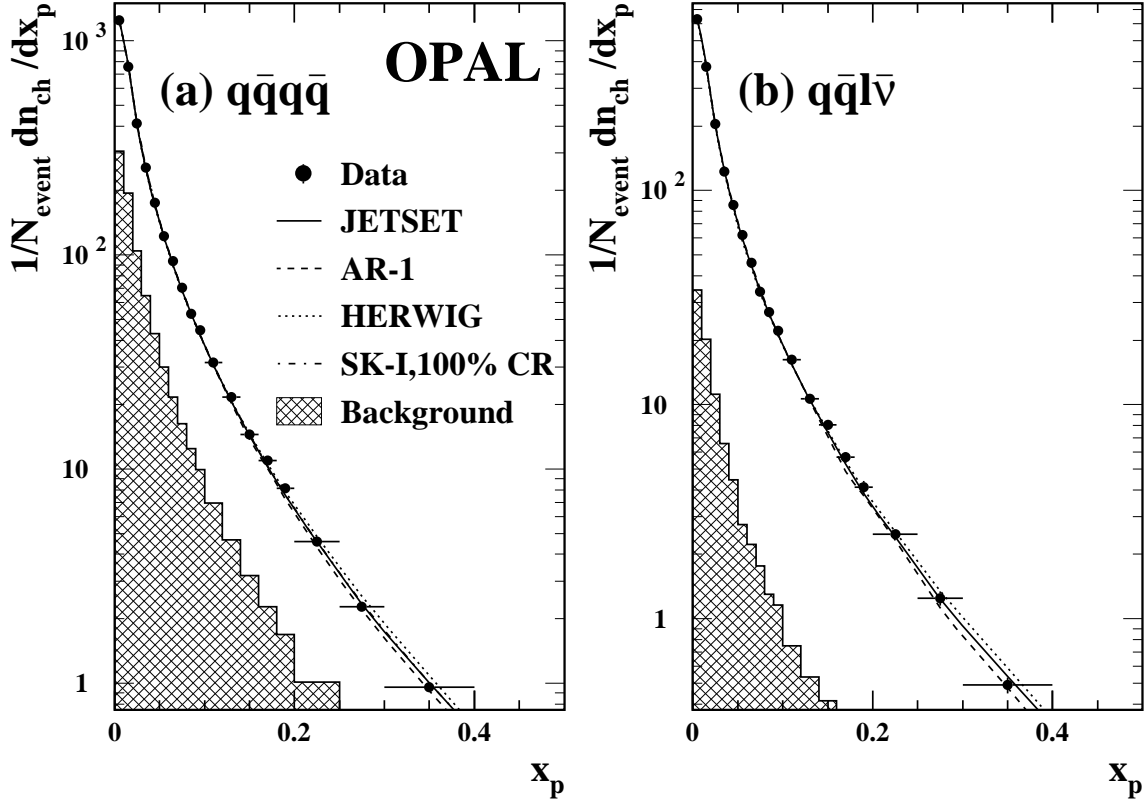 1/N_event dn_ch /dx_p
10^3
10^2
10
1
(a) qq̄qq̄
OPAL
Data
JETSET
AR-1
HERWIG
SK-I,100% CR
Background
0
0.2
0.4
x_p
1/N_event dn_ch /dx_p
10^2
10
1
(b) qq̄lν̄
0
0.2
0.4
x_p